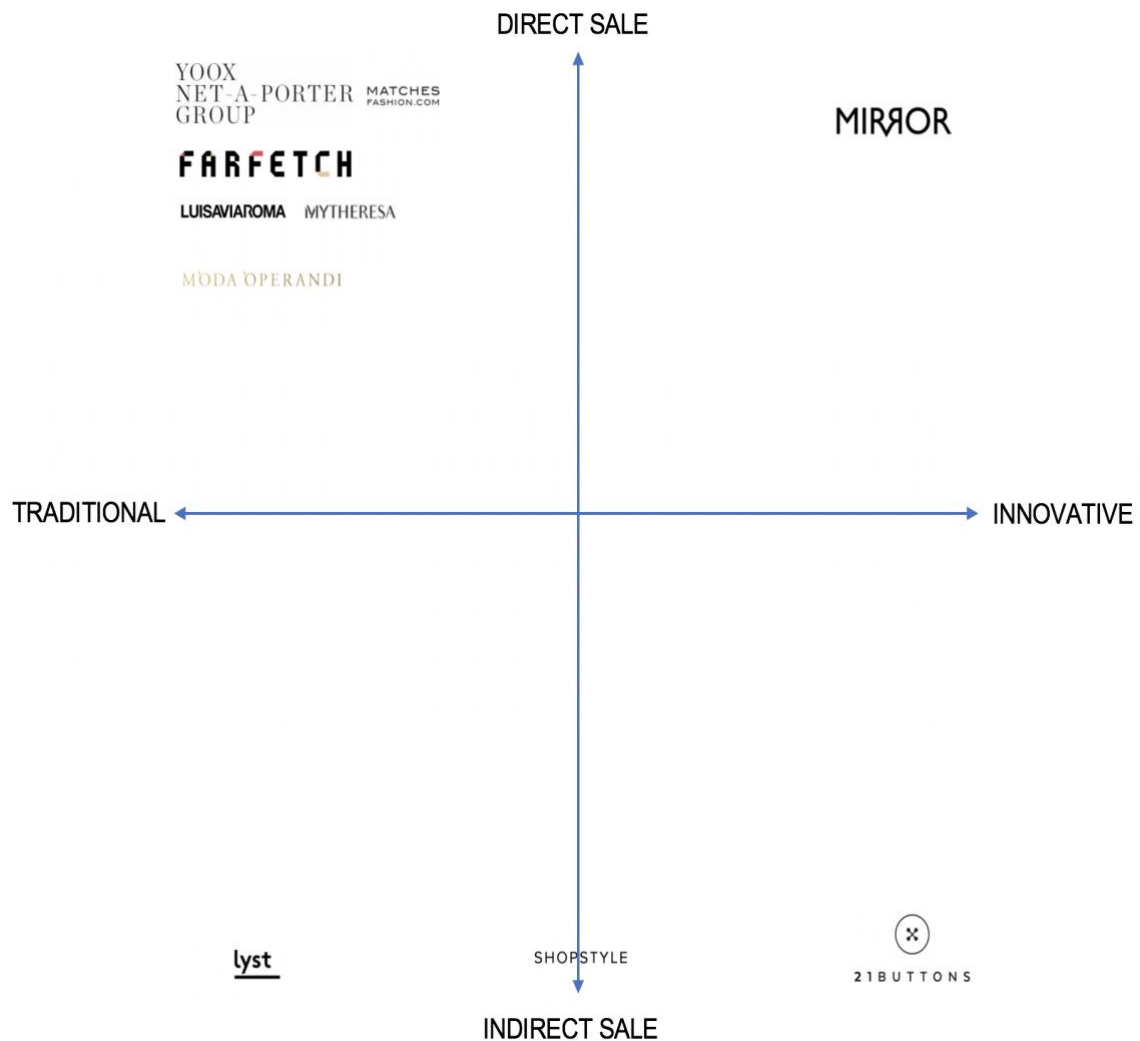 DIRECT SALE
YOOX
NET-A-PORTER
GROUP
MATCHES
FASHION.COM
MIRROR
FARFETCH
LUISAVIAROMA
MYTHERESA
MODA OPERANDI
TRADITIONAL
INNOVATIVE
lyst
SHOPSTYLE
21BUTTONS
INDIRECT SALE